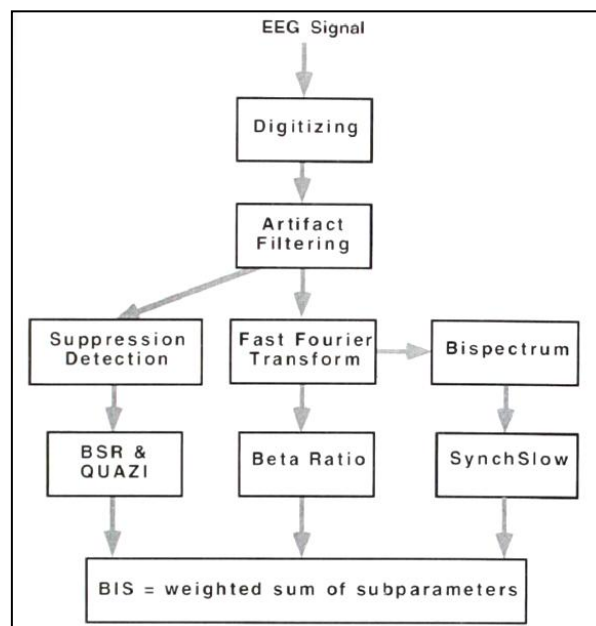 EEG Signal
Digitizing
Artifact
Filtering
Suppression
Detection
Fast Fourier
Transform
Bispectrum
BSR &
QUAZI
Beta Ratio
SynchSlow
BIS = weighted sum of subparameters